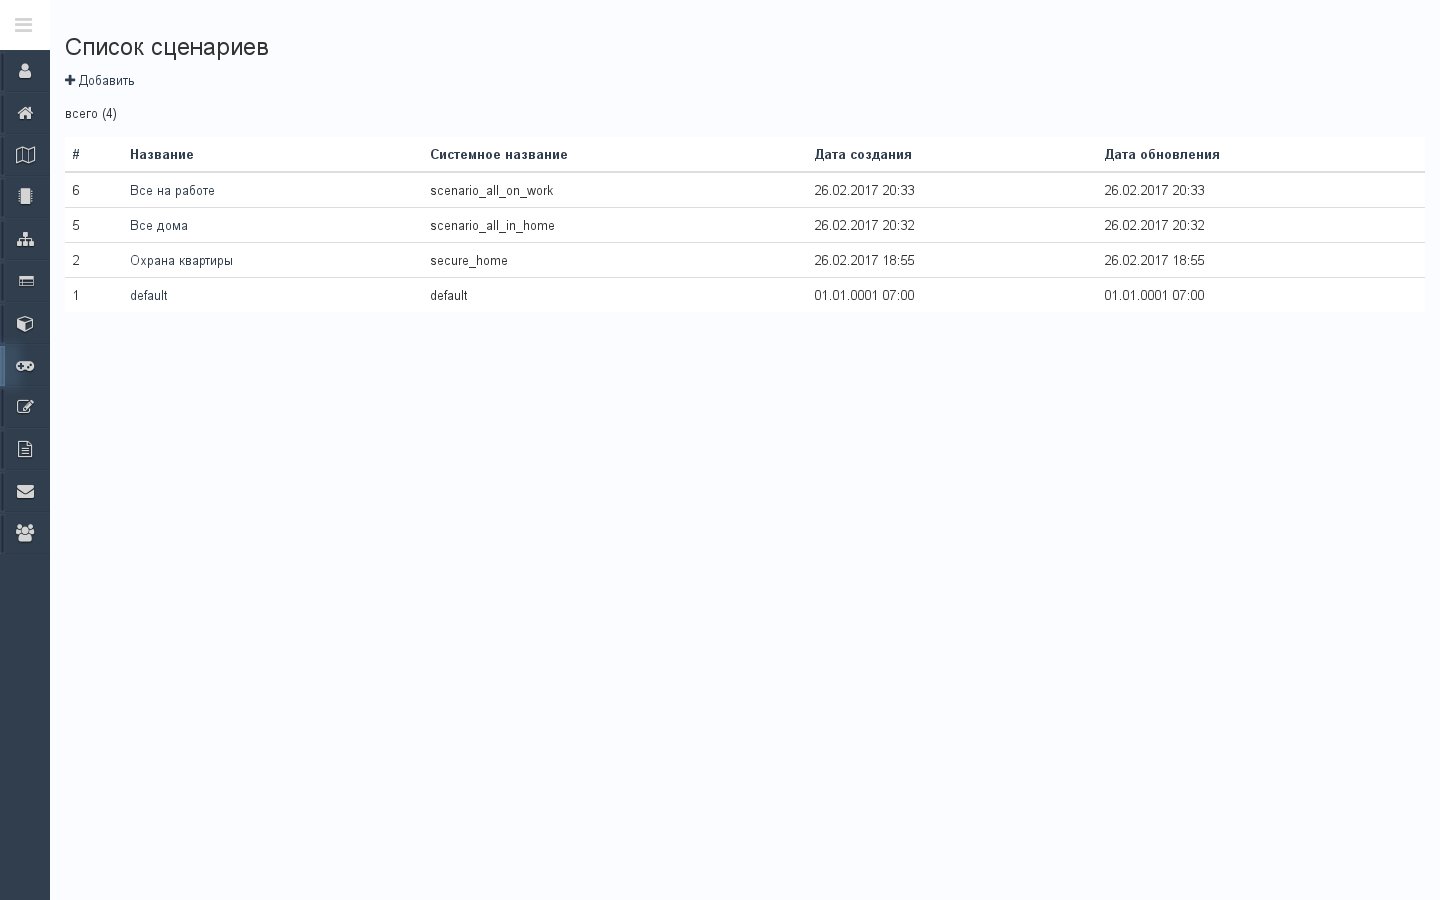 Список сценариев
Добавить
всего (4)
# Название Системное название Дата создания Дата обновления
6 Все на работе scenario_all_on_work 26.02.2017 20:33 26.02.2017 20:33
5 Все дома scenario_all_in_home 26.02.2017 20:32 26.02.2017 20:32
2 Охрана квартиры secure_home 26.02.2017 18:55 26.02.2017 18:55
1 default default 01.01.0001 07:00 01.01.0001 07:00